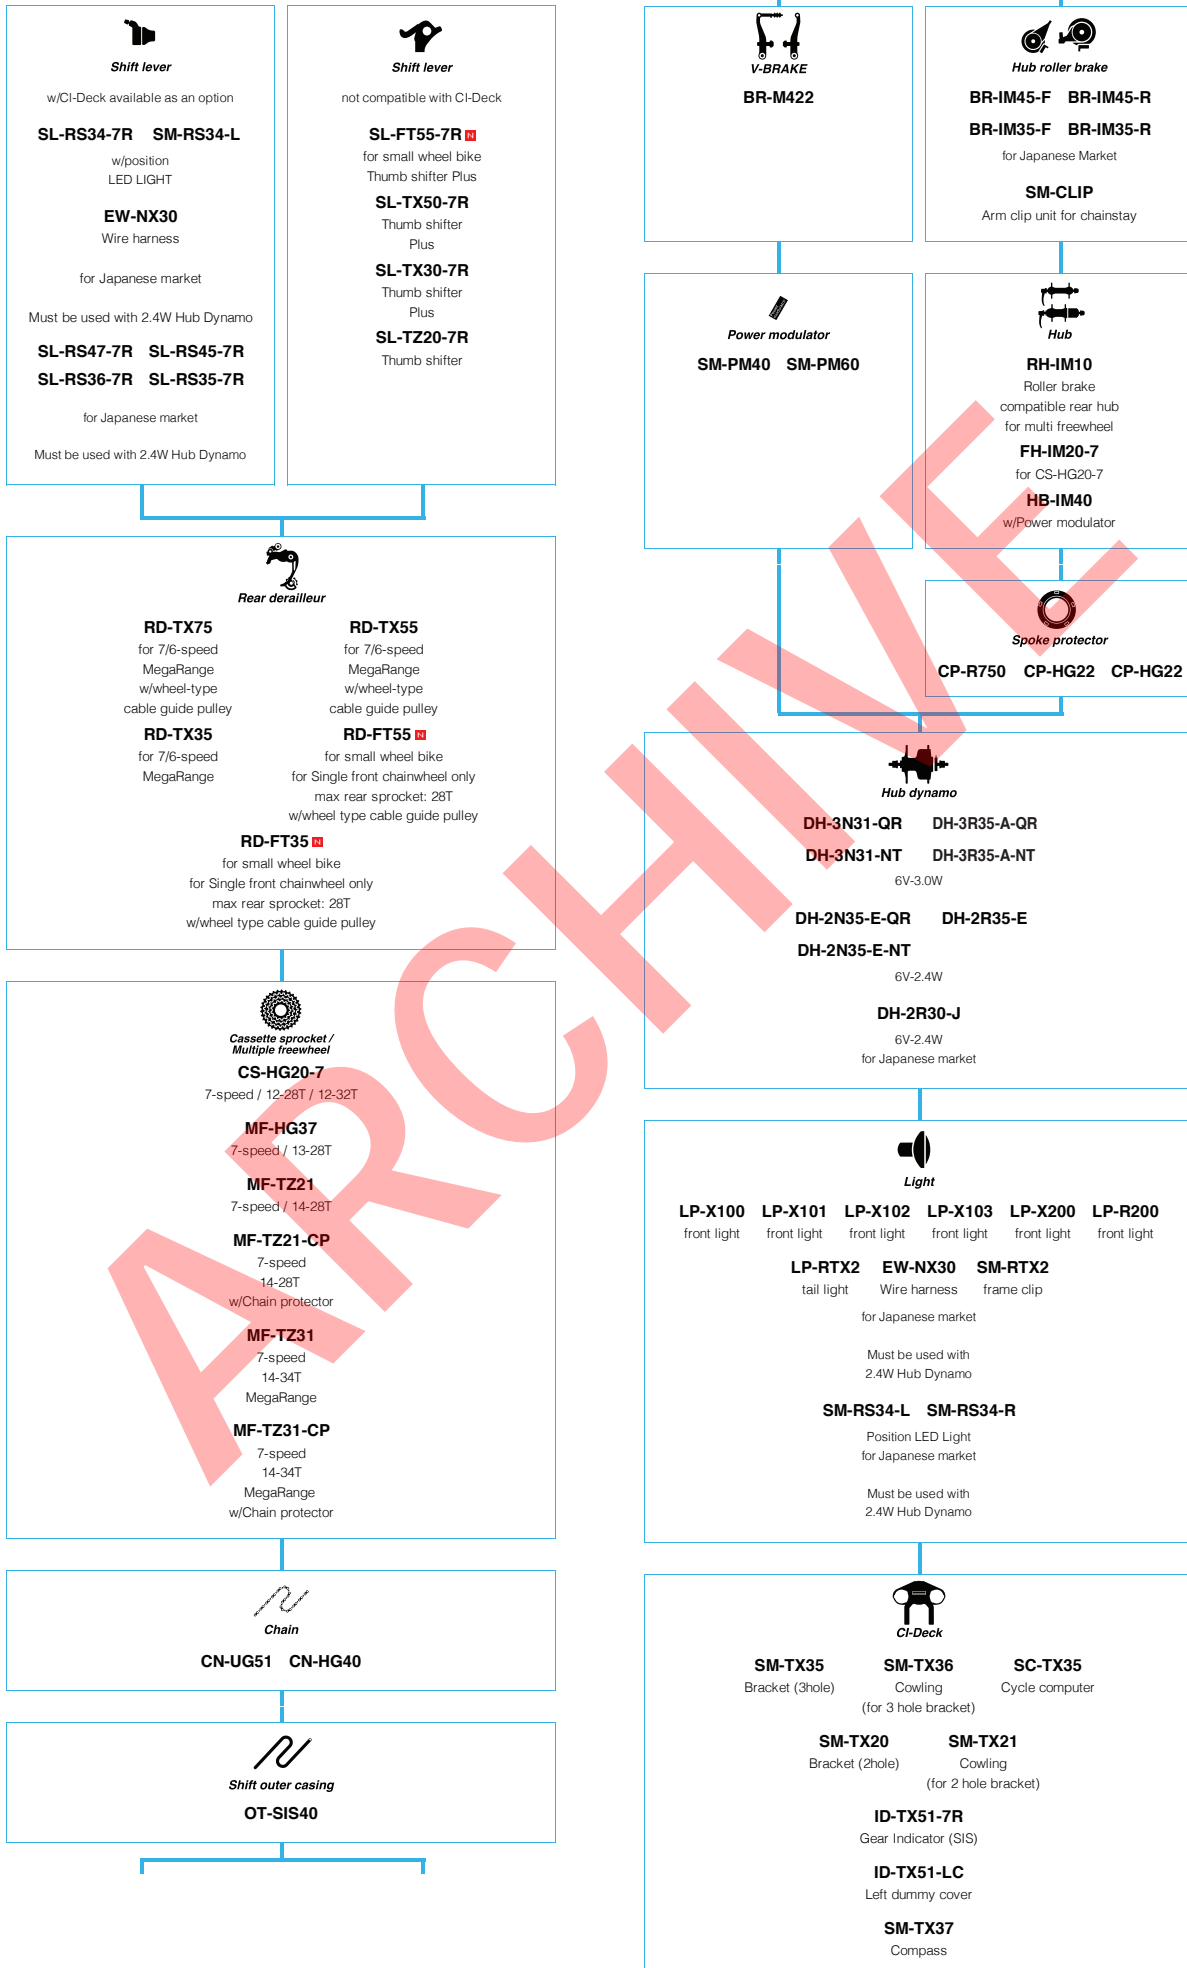 Shift lever
w/CI-Deck available as an option
SL-RS34-7R SM-RS34-L
w/position
LED LIGHT
EW-NX30
Wire harness
for Japanese market
Must be used with 2.4W Hub Dynamo
SL-RS47-7R SL-RS45-7R
SL-RS36-7R SL-RS35-7R
for Japanese market
Must be used with 2.4W Hub Dynamo
Shift lever
not compatible with CI-Deck
SL-FT55-7R N
for small wheel bike
Thumb shifter Plus
SL-TX50-7R
Thumb shifter
Plus
SL-TX30-7R
Thumb shifter
Plus
SL-TZ20-7R
Thumb shifter
Rear derailleur
RD-TX75
for 7/6-speed
MegaRange
w/wheel-type
cable guide pulley
RD-TX55
for 7/6-speed
MegaRange
w/wheel-type
cable guide pulley
RD-TX35
for 7/6-speed
MegaRange
RD-FT55 N
for small wheel bike
for Single front chainwheel only
max rear sprocket: 28T
w/wheel type cable guide pulley
RD-FT35 N
for small wheel bike
for Single front chainwheel only
max rear sprocket: 28T
w/wheel type cable guide pulley
Cassette sprocket /
Multiple freewheel
CS-HG20-7
7-speed / 12-28T / 12-32T
MF-HG37
7-speed / 13-28T
MF-TZ21
7-speed / 14-28T
MF-TZ21-CP
7-speed
14-28T
w/Chain protector
MF-TZ31
7-speed
14-34T
MegaRange
MF-TZ31-CP
7-speed
14-34T
MegaRange
w/Chain protector
Chain
CN-UG51 CN-HG40
Shift outer casing
OT-SIS40
V-BRAKE
BR-M422
Hub roller brake
BR-IM45-F BR-IM45-R
BR-IM35-F BR-IM35-R
for Japanese Market
SM-CLIP
Arm clip unit for chainstay
Power modulator
SM-PM40 SM-PM60
Hub
RH-IM10
Roller brake
compatible rear hub
for multi freewheel
FH-IM20-7
for CS-HG20-7
HB-IM40
w/Power modulator
Spoke protector
CP-R750 CP-HG22 CP-HG22
Hub dynamo
DH-3N31-QR DH-3R35-A-QR
DH-3N31-NT DH-3R35-A-NT
6V-3.0W
DH-2N35-E-QR DH-2R35-E
DH-2N35-E-NT
6V-2.4W
DH-2R30-J
6V-2.4W
for Japanese market
Light
LP-X100 LP-X101 LP-X102 LP-X103 LP-X200 LP-R200
front light front light front light front light front light front light
LP-RTX2 EW-NX30 SM-RTX2
tail light Wire harness frame clip
for Japanese market
Must be used with
2.4W Hub Dynamo
SM-RS34-L SM-RS34-R
Position LED Light
for Japanese market
Must be used with
2.4W Hub Dynamo
CI-Deck
SM-TX35 SM-TX36 SC-TX35
Bracket (3hole) Cowling Cycle computer
(for 3 hole bracket)
SM-TX20 SM-TX21
Bracket (2hole) Cowling
(for 2 hole bracket)
ID-TX51-7R
Gear Indicator (SIS)
ID-TX51-LC
Left dummy cover
SM-TX37
Compass
ARCHIVE